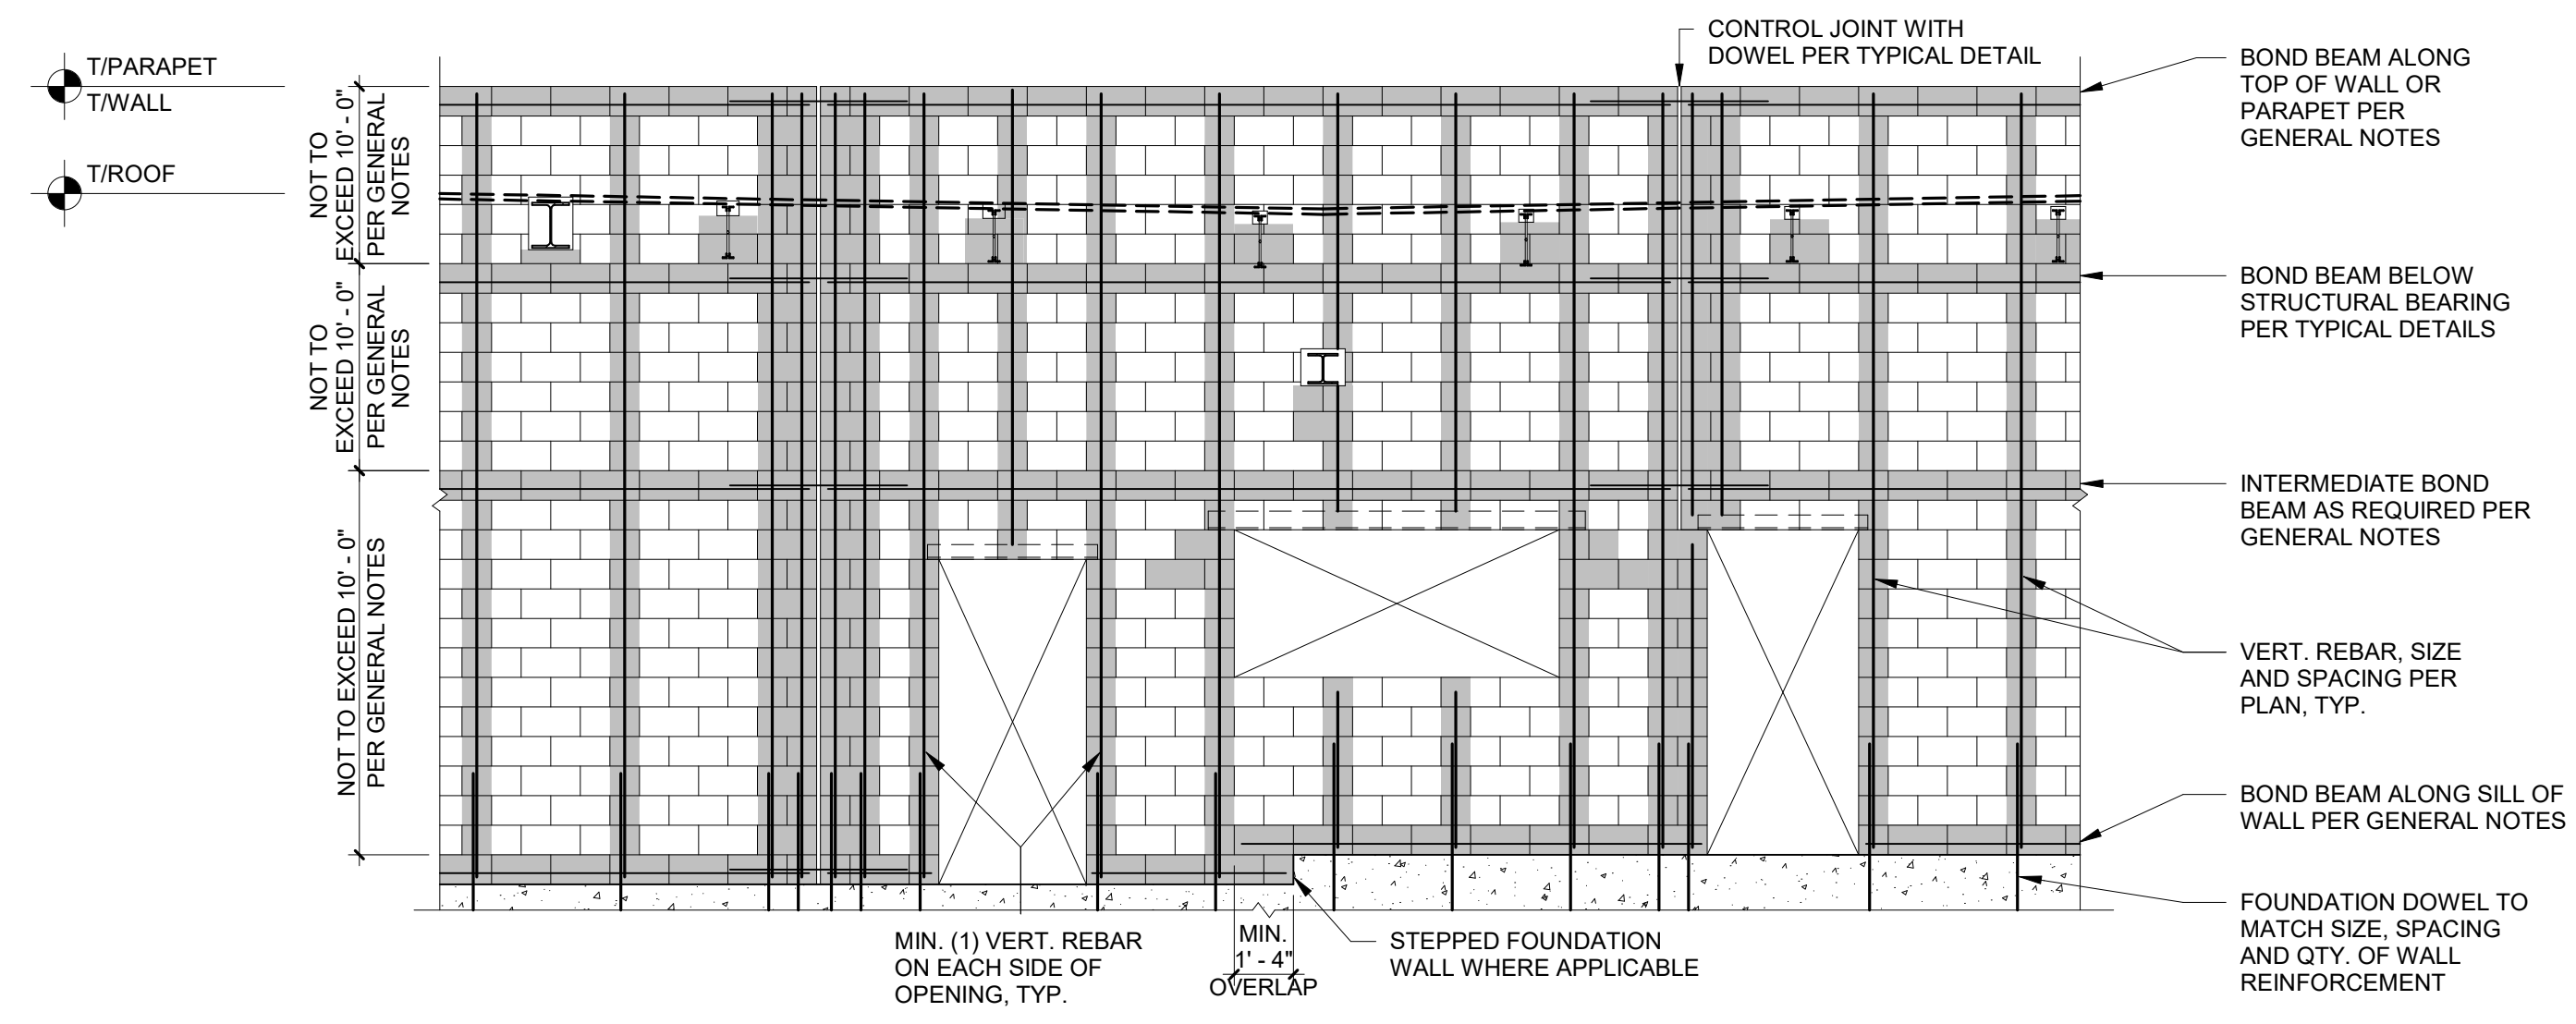 T/PARAPET
T/WALL
T/ROOF
NOT TO
EXCEED 10' - 0"
PER GENERAL
NOTES
NOT TO
EXCEED 10' - 0"
PER GENERAL
NOTES
NOT TO EXCEED 10' - 0"
PER GENERAL NOTES
CONTROL JOINT WITH
DOWEL PER TYPICAL DETAIL
BOND BEAM ALONG
TOP OF WALL OR
PARAPET PER
GENERAL NOTES
BOND BEAM BELOW
STRUCTURAL BEARING
PER TYPICAL DETAILS
INTERMEDIATE BOND
BEAM AS REQUIRED PER
GENERAL NOTES
VERT. REBAR, SIZE
AND SPACING PER
PLAN, TYP.
BOND BEAM ALONG SILL OF
WALL PER GENERAL NOTES
FOUNDATION DOWEL TO
MATCH SIZE, SPACING
AND QTY. OF WALL
REINFORCEMENT
MIN. (1) VERT. REBAR
ON EACH SIDE OF
OPENING, TYP.
MIN.
1' - 4"
OVERLAP
STEPPED FOUNDATION
WALL WHERE APPLICABLE